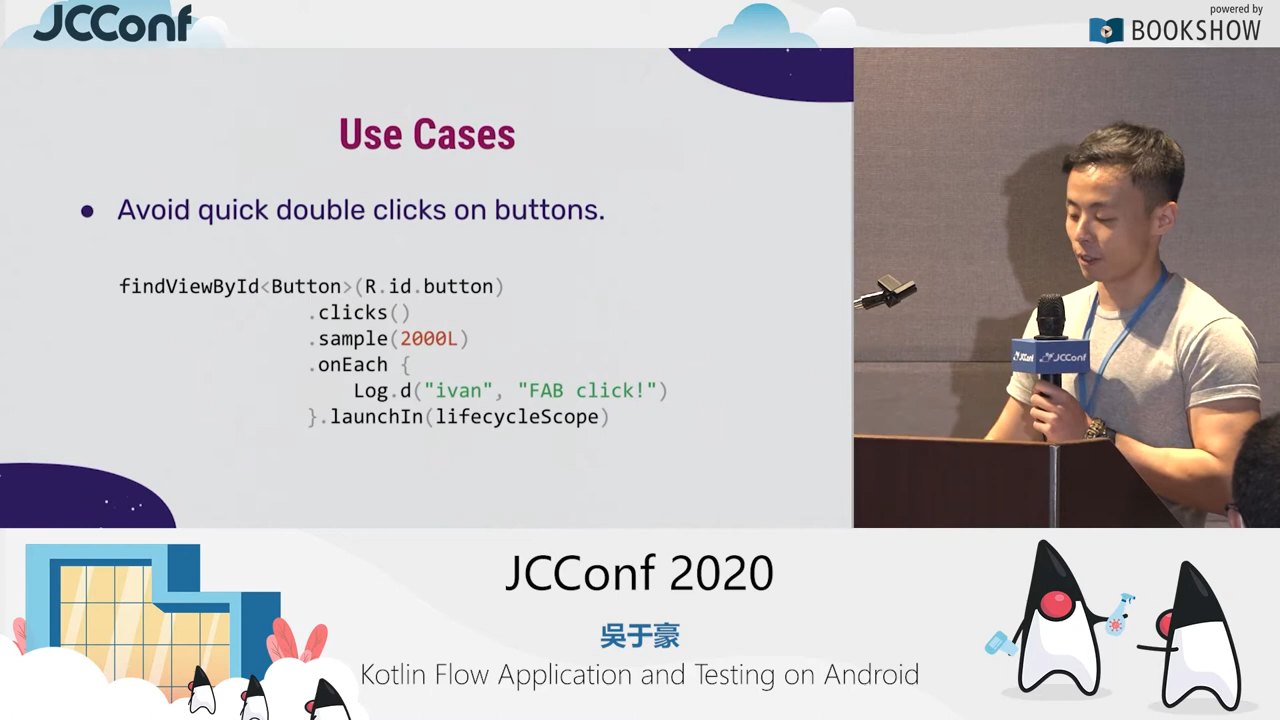 JCConf
powered by
BOOKSHOW
Use Cases
● Avoid quick double clicks on buttons.
findViewById<Button>(R.id.button)
.clicks()
.sample(2000L)
.onEach {
Log.d("ivan", "FAB click!")
}.launchIn(lifecycleScope)
JCConf
JCConf
JCConf 2020
吳于豪
Kotlin Flow Application and Testing on Android